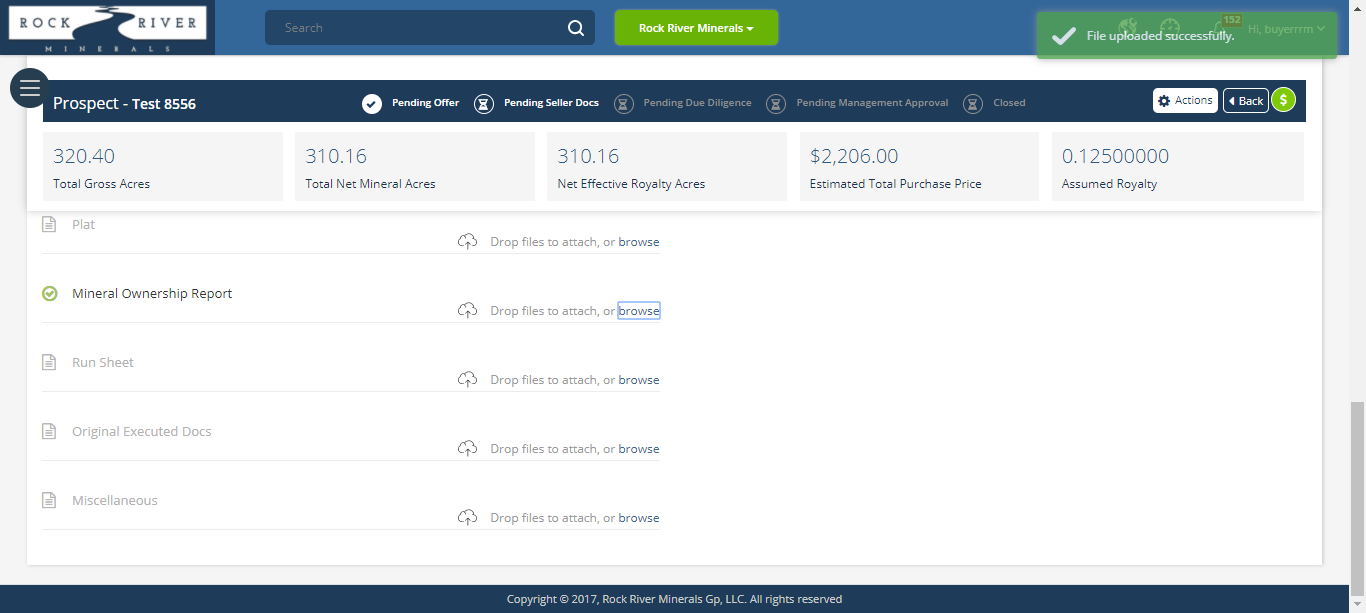 ROCK RIVER
MINERALS
Search
Rock River Minerals
152
Hi, buyerrrm
File uploaded successfully.
Prospect - Test 8556
Pending Offer
Pending Seller Docs
Pending Due Diligence
Pending Management Approval
Closed
Actions
Back
$
320.40
Total Gross Acres
310.16
Total Net Mineral Acres
310.16
Net Effective Royalty Acres
$2,206.00
Estimated Total Purchase Price
0.12500000
Assumed Royalty
Plat
Drop files to attach, or browse
Mineral Ownership Report
Drop files to attach, or browse
Run Sheet
Drop files to attach, or browse
Original Executed Docs
Drop files to attach, or browse
Miscellaneous
Drop files to attach, or browse
Copyright © 2017, Rock River Minerals Gp, LLC. All rights reserved